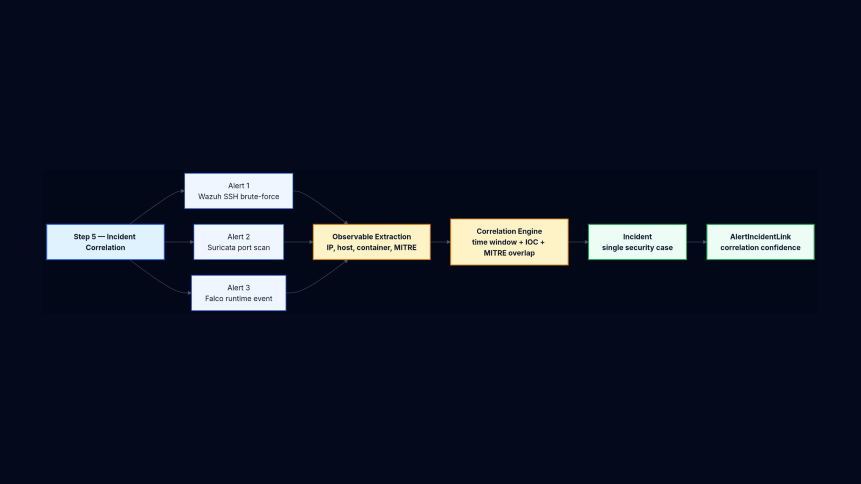 Alert 1
Wazuh SSH brute-force
Step 5 — Incident
Correlation
Alert 2
Suricata port scan
Observable Extraction
IP, host, container, MITRE
Correlation Engine
time window + IOC +
MITRE overlap
Incident
single security case
AlertIncidentLink
correlation confidence
Alert 3
Falco runtime event